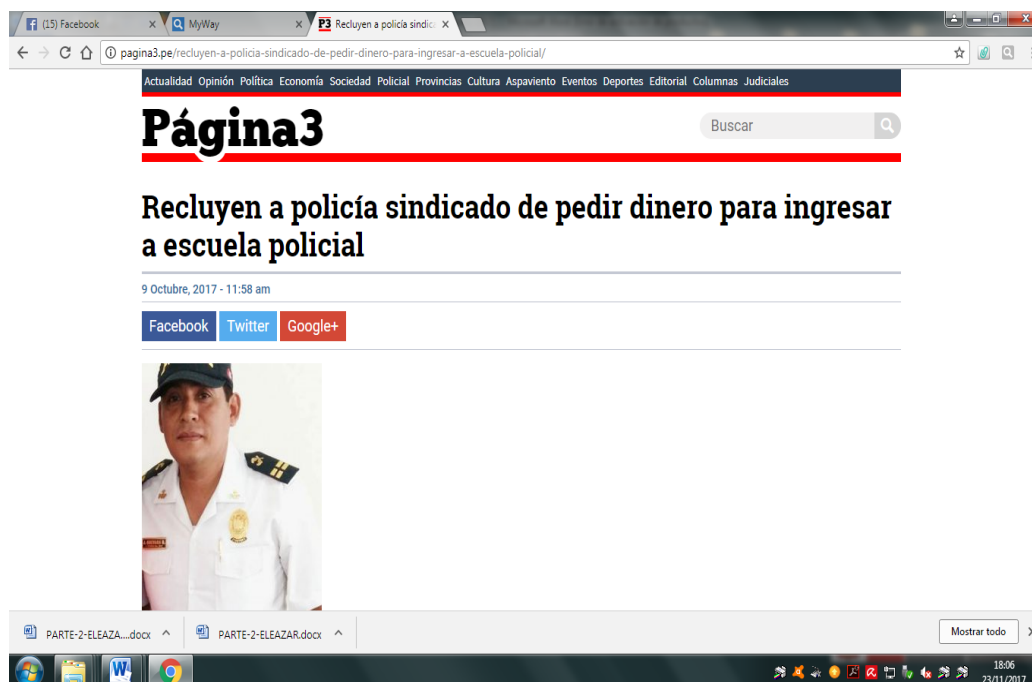 (15) Facebook
MyWay
P3 Recluyen a policía sindic
pagina3.pe/recluyen-a-policia-sindicado-de-pedir-dinero-para-ingresar-a-escuela-policial/
Actualidad Opinión Política Economía Sociedad Policial Provincias Cultura Aspaviento Eventos Deportes Editorial Columnas Judiciales
Página3
Buscar
Recluyen a policía sindicado de pedir dinero para ingresar
a escuela policial
9 Octubre, 2017 - 11:58 am
Facebook Twitter Google+
PARTE-2-ELEAZA....docx
PARTE-2-ELEAZAR.docx
Mostrar todo
18:06
23/11/2017